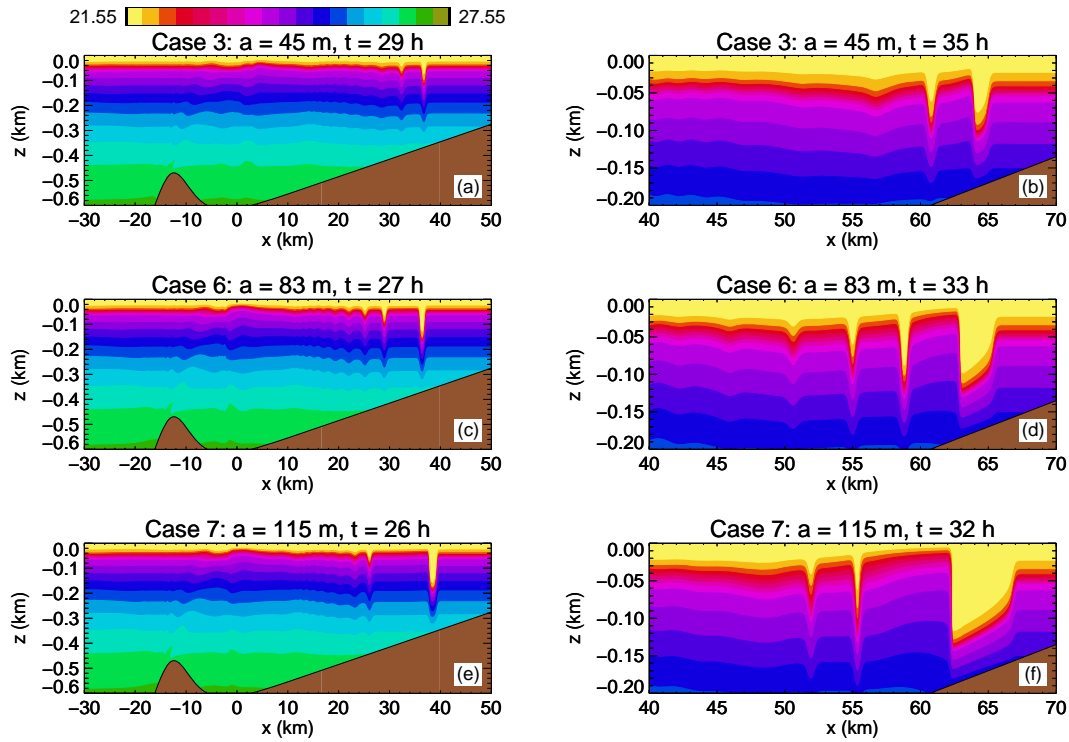 21.55 27.55
Case 3: a = 45 m, t = 29 h
Case 3: a = 45 m, t = 35 h
z (km)
0.0
−0.1
−0.2
−0.3
−0.4
−0.5
−0.6
(a)
−30 −20 −10 0 10 20 30 40 50
x (km)
z (km)
0.00
−0.05
−0.10
−0.15
−0.20
(b)
40 45 50 55 60 65 70
x (km)
Case 6: a = 83 m, t = 27 h
Case 6: a = 83 m, t = 33 h
z (km)
0.0
−0.1
−0.2
−0.3
−0.4
−0.5
−0.6
(c)
−30 −20 −10 0 10 20 30 40 50
x (km)
z (km)
0.00
−0.05
−0.10
−0.15
−0.20
(d)
40 45 50 55 60 65 70
x (km)
Case 7: a = 115 m, t = 26 h
Case 7: a = 115 m, t = 32 h
z (km)
0.0
−0.1
−0.2
−0.3
−0.4
−0.5
−0.6
(e)
−30 −20 −10 0 10 20 30 40 50
x (km)
z (km)
0.00
−0.05
−0.10
−0.15
−0.20
(f)
40 45 50 55 60 65 70
x (km)